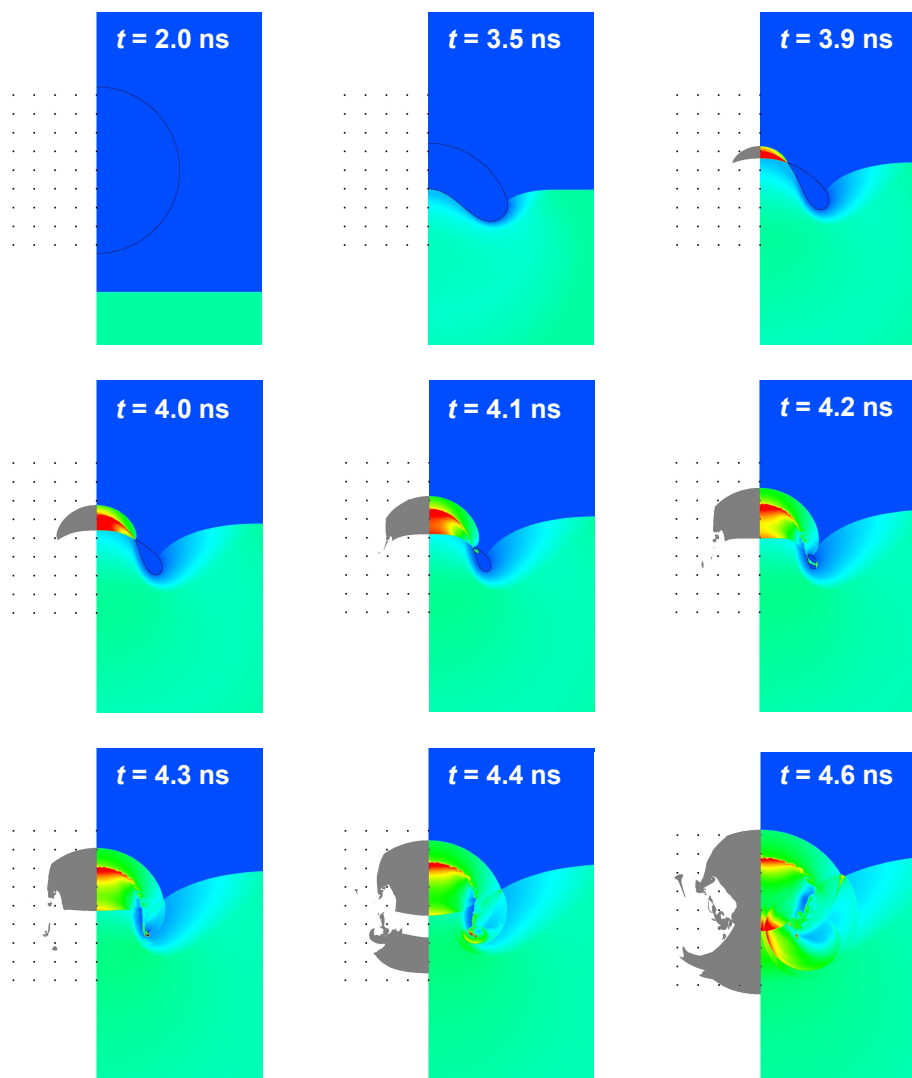 t = 2.0 ns
t = 3.5 ns
t = 3.9 ns
t = 4.0 ns
t = 4.1 ns
t = 4.2 ns
t = 4.3 ns
t = 4.4 ns
t = 4.6 ns